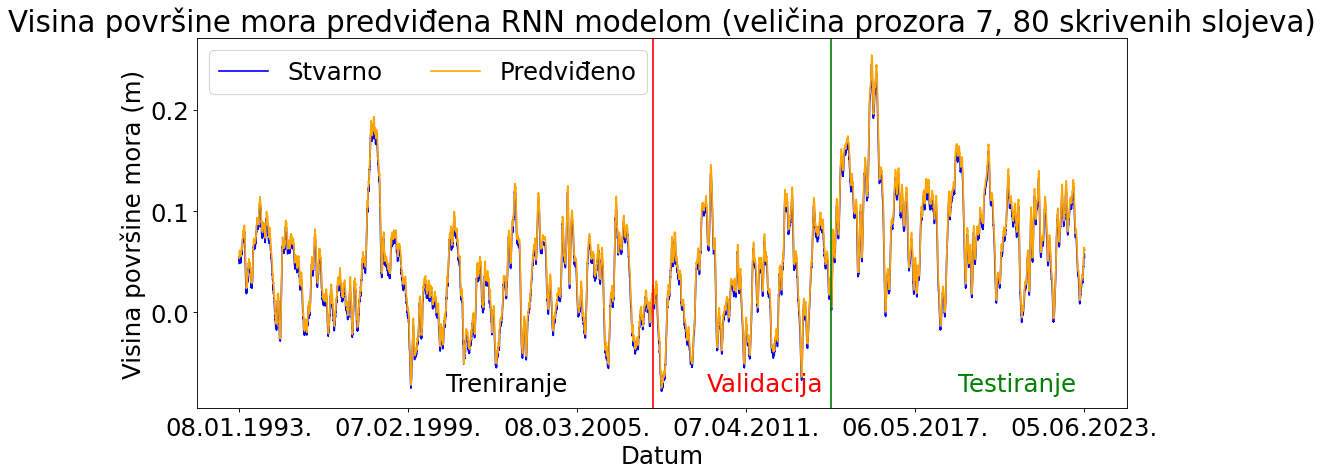 Visina površine mora predviđena RNN modelom (veličina prozora 7, 80 skrivenih slojeva)
Stvarno
Predviđeno
Visina površine mora (m)
0.2
0.1
0.0
Treniranje
Validacija
Testiranje
08.01.1993.
07.02.1999.
08.03.2005.
07.04.2011.
06.05.2017.
05.06.2023.
Datum